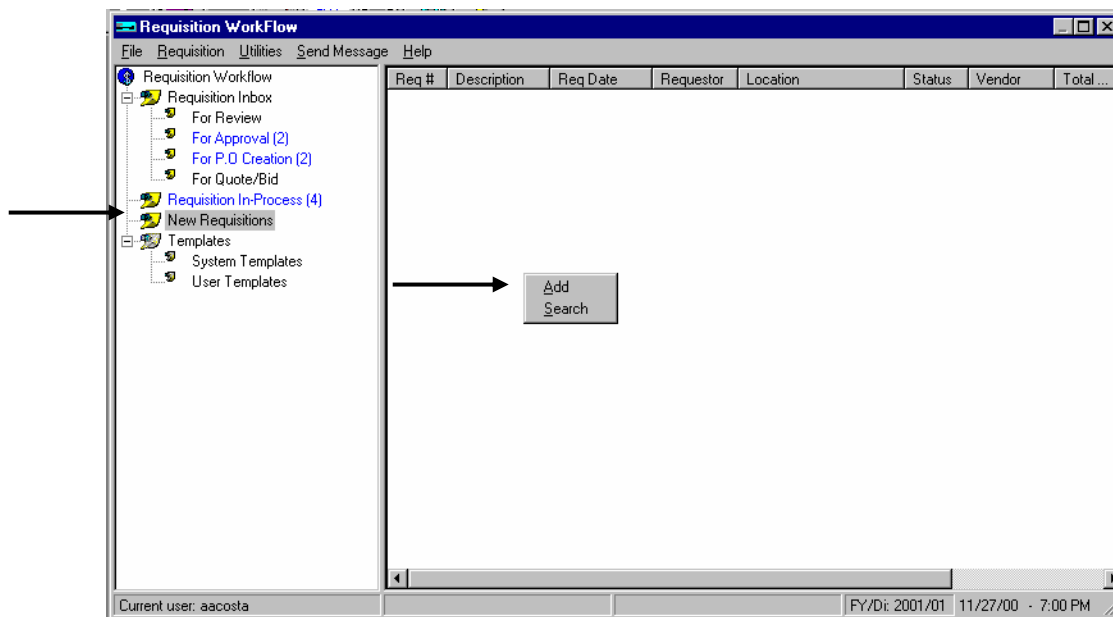 Requisition WorkFlow
File Requisition Utilities Send Message Help
Requisition Workflow
Requisition Inbox
For Review
For Approval (2)
For P.O Creation (2)
For Quote/Bid
Requisition In-Process (4)
New Requisitions
Templates
System Templates
User Templates
Req # Description Req Date Requestor Location Status Vendor Total ...
Add
Search
Current user: aacosta FY/Di: 2001/01 11/27/00 - 7:00 PM